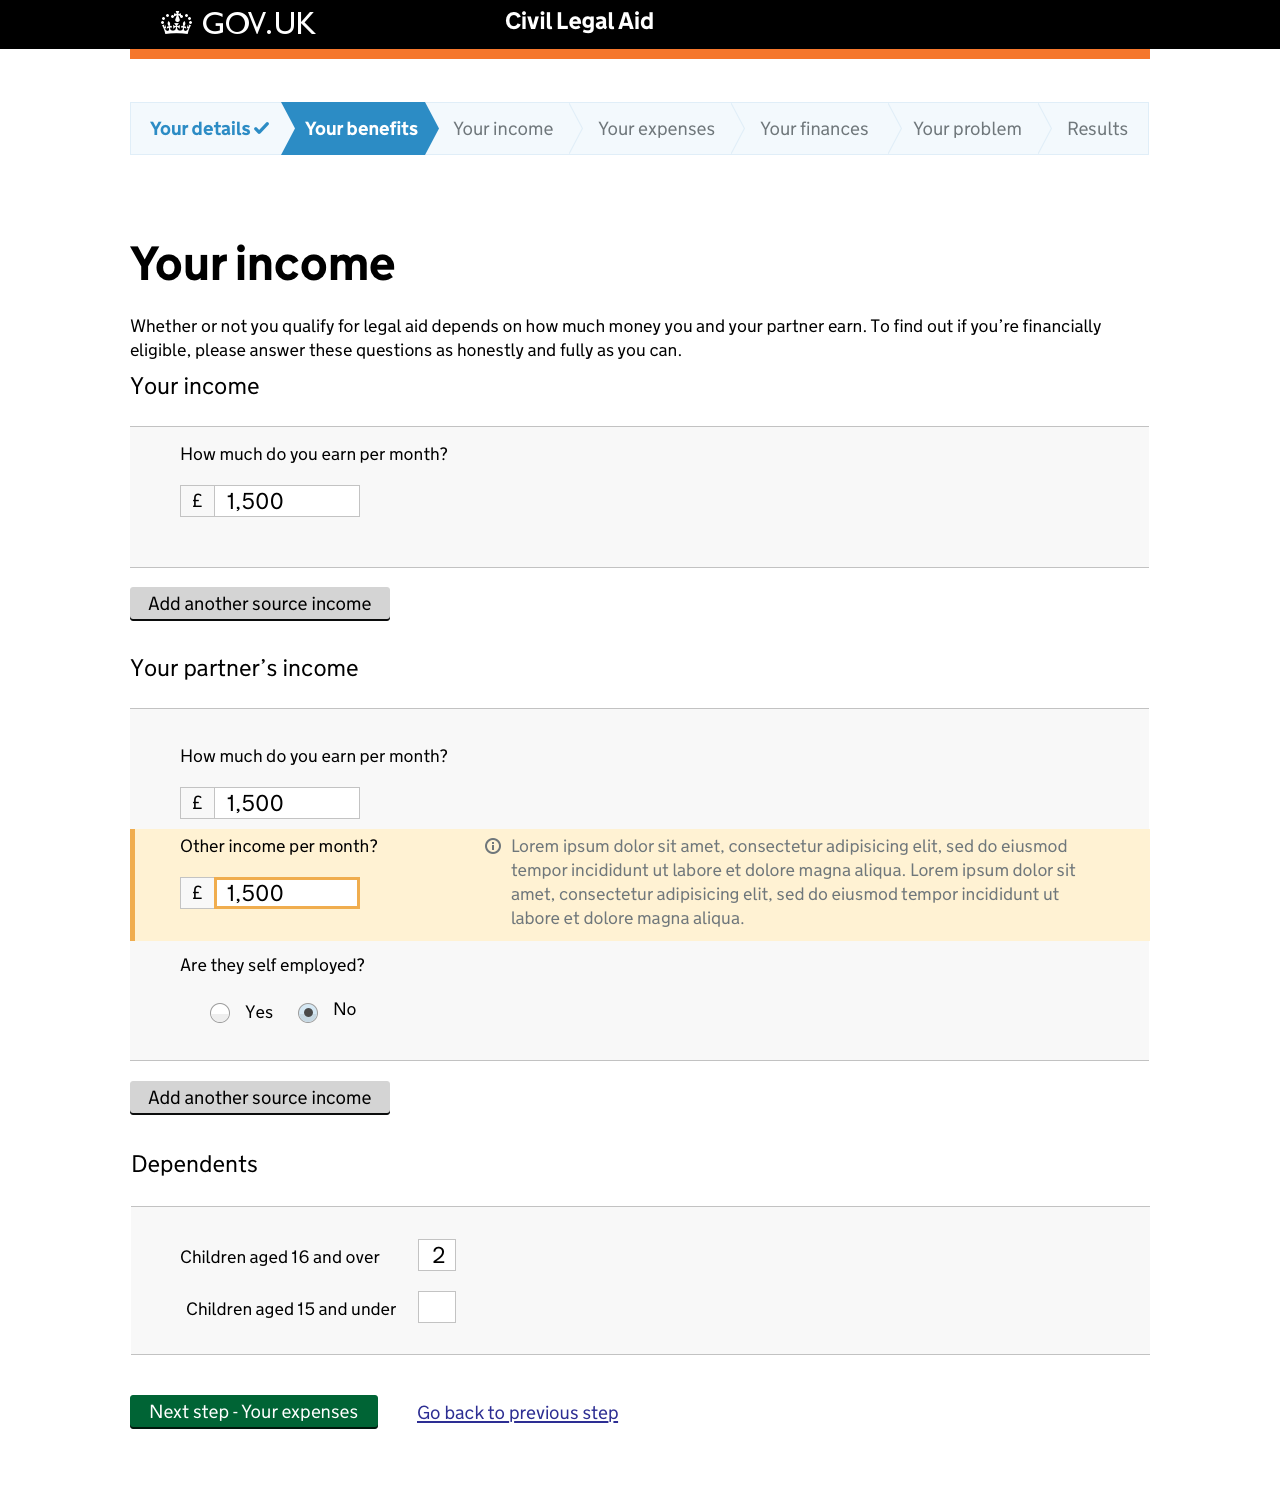 GOV.UK
Civil Legal Aid
Your details
Your benefits
Your income
Your expenses
Your finances
Your problem
Results
Your income
Whether or not you qualify for legal aid depends on how much money you and your partner earn. To find out if you’re financially
eligible, please answer these questions as honestly and fully as you can.
Your income
How much do you earn per month?
£ 1,500
Add another source income
Your partner’s income
How much do you earn per month?
£ 1,500
Other income per month?
£ 1,500
Lorem ipsum dolor sit amet, consectetur adipisicing elit, sed do eiusmod
tempor incididunt ut labore et dolore magna aliqua. Lorem ipsum dolor sit
amet, consectetur adipisicing elit, sed do eiusmod tempor incididunt ut
labore et dolore magna aliqua.
Are they self employed?
Yes No
Add another source income
Dependents
Children aged 16 and over 2
Children aged 15 and under
Next step - Your expenses
Go back to previous step